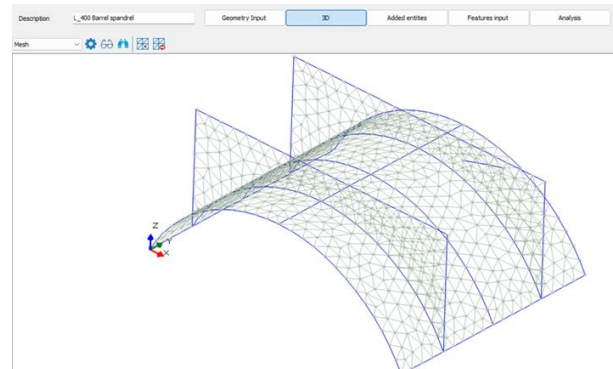 Description L_400 Barrel spandrel Geometry Input 3D Added entities Features input Analysis
Mesh
Z
Y
X